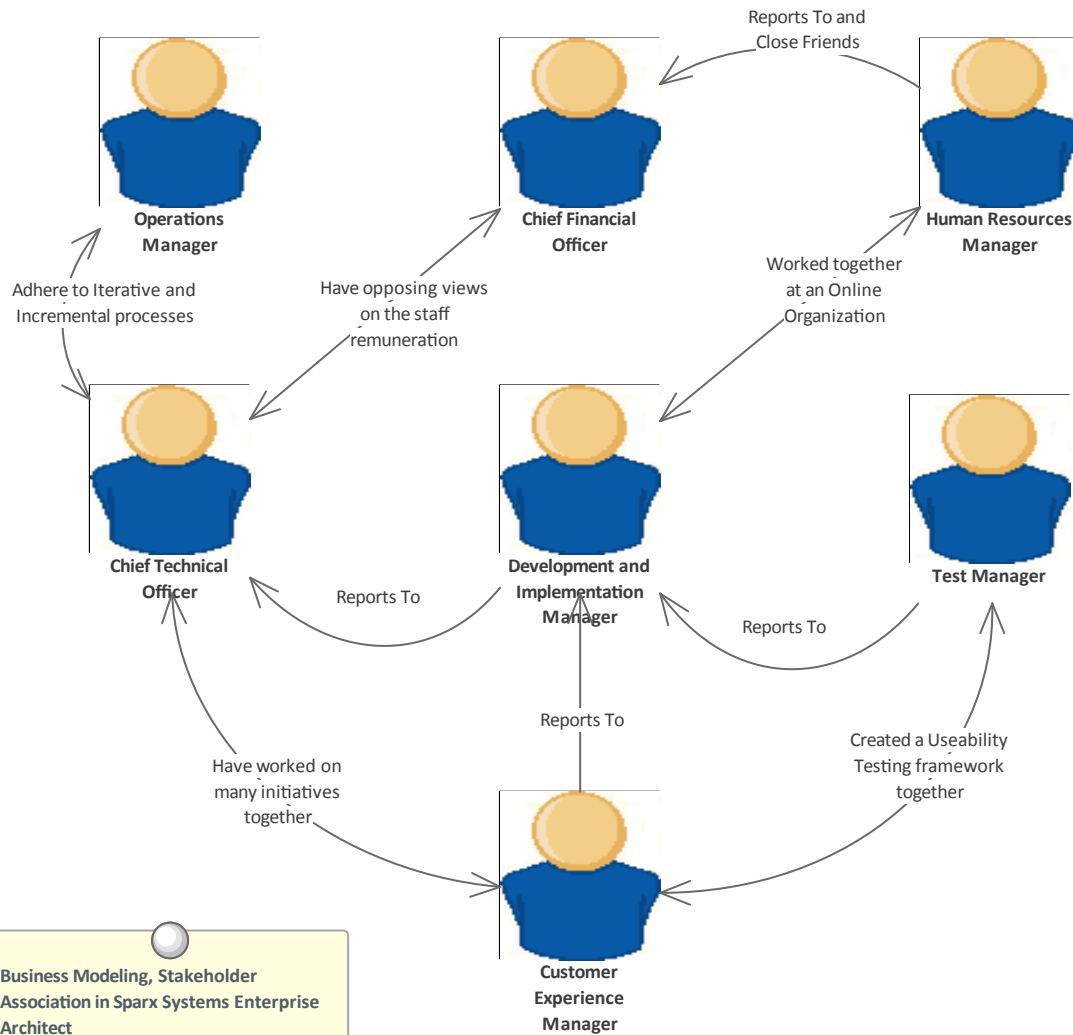 Reports To and
Close Friends
Operations
Manager
Chief Financial
Officer
Human Resources
Manager
Adhere to Iterative and
Incremental processes
Have opposing views
on the staff
remuneration
Worked together
at an Online
Organization
Chief Technical
Officer
Development and
Implementation
Manager
Test Manager
Reports To
Reports To
Reports To
Have worked on
many initiatives
together
Created a Useability
Testing framework
together
Customer
Experience
Manager
Business Modeling, Stakeholder
Association in Sparx Systems Enterprise
Architect